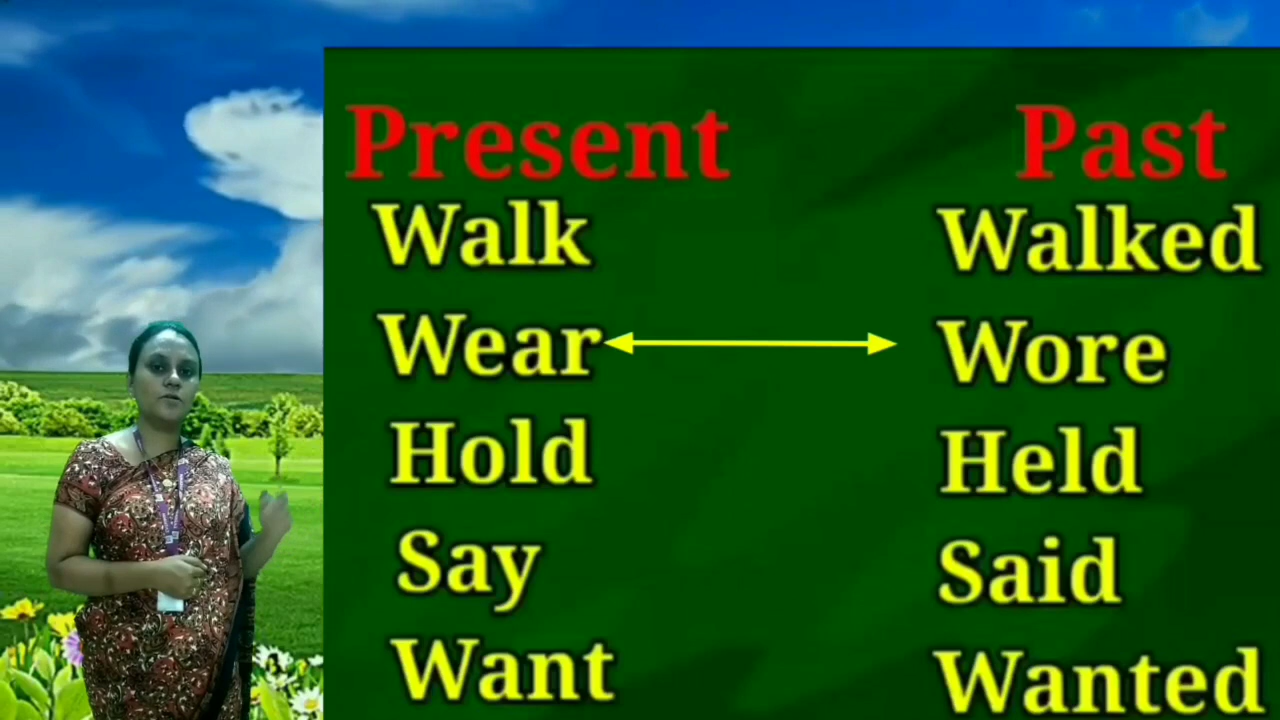 Present Past
Walk Walked
Wear Wore
Hold Held
Say Said
Want Wanted